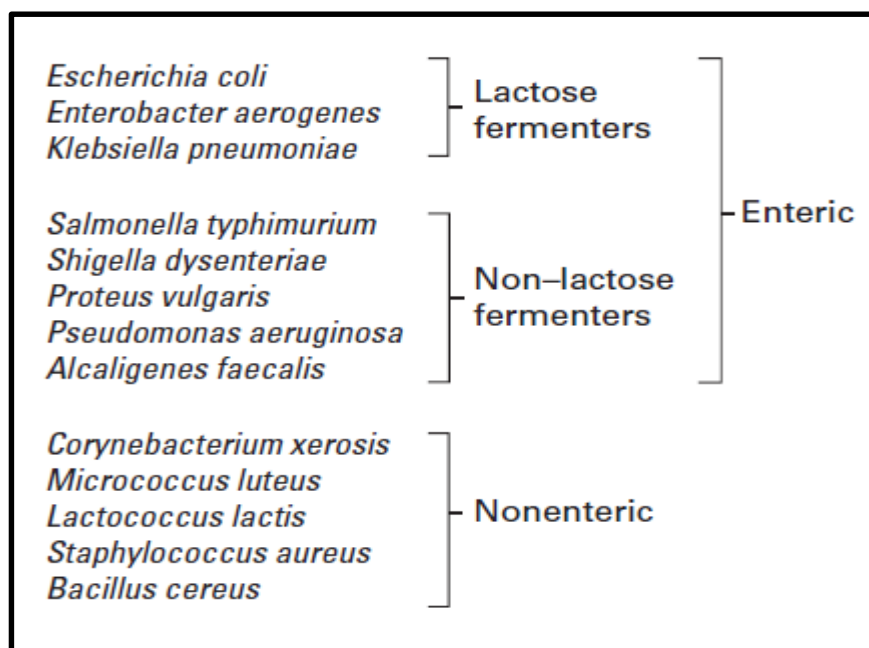 Escherichia coli
Enterobacter aerogenes
Klebsiella pneumoniae
Lactose
fermenters
Salmonella typhimurium
Shigella dysenteriae
Proteus vulgaris
Pseudomonas aeruginosa
Alcaligenes faecalis
Non–lactose
fermenters
Enteric
Corynebacterium xerosis
Micrococcus luteus
Lactococcus lactis
Staphylococcus aureus
Bacillus cereus
Nonenteric